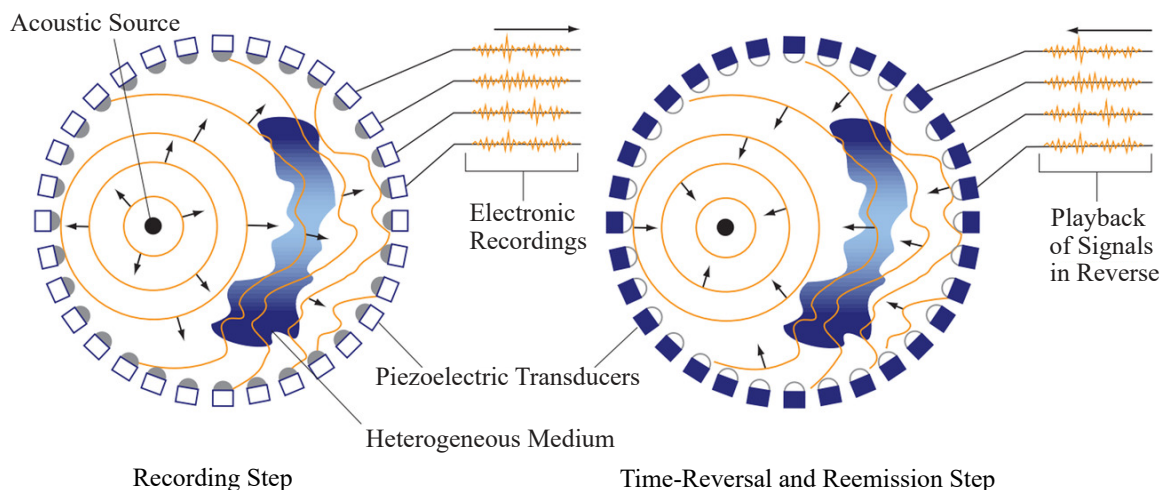 Acoustic Source
Electronic
Recordings
Playback
of Signals
in Reverse
Piezoelectric Transducers
Heterogeneous Medium
Recording Step
Time-Reversal and Reemission Step